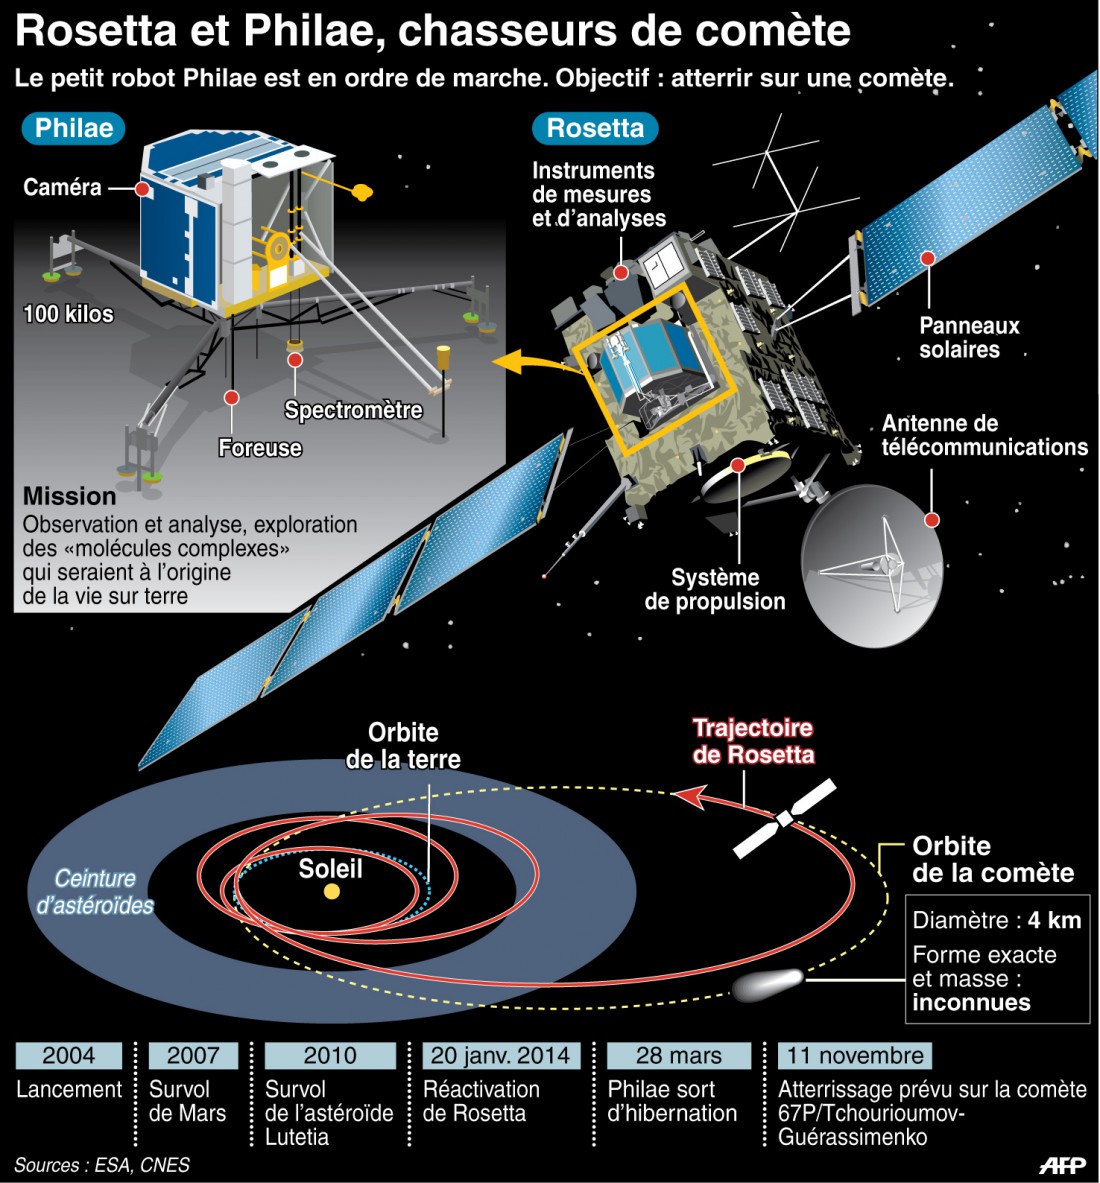 Rosetta et Philae, chasseurs de comète
Le petit robot Philae est en ordre de marche. Objectif : atterrir sur une comète.
Philae
Caméra
100 kilos
Spectromètre
Foreuse
Mission
Observation et analyse, exploration
des «molécules complexes»
qui seraient à l'origine
de la vie sur terre
Rosetta
Instruments
de mesures
et d'analyses
Panneaux
solaires
Antenne de
télécommunications
Système
de propulsion
Orbite
de la terre
Trajectoire
de Rosetta
Soleil
Ceinture
d'astéroïdes
Orbite
de la comète
Diamètre : 4 km
Forme exacte
et masse :
inconnues
2004
Lancement
2007
Survol
de Mars
2010
Survol
de l'astéroïde
Lutetia
20 janv. 2014
Réactivation
de Rosetta
28 mars
Philae sort
d'hibernation
11 novembre
Atterrissage prévu sur la comète
67P/Tchourioumov-
Guérassimenko
Sources : ESA, CNES
AFP